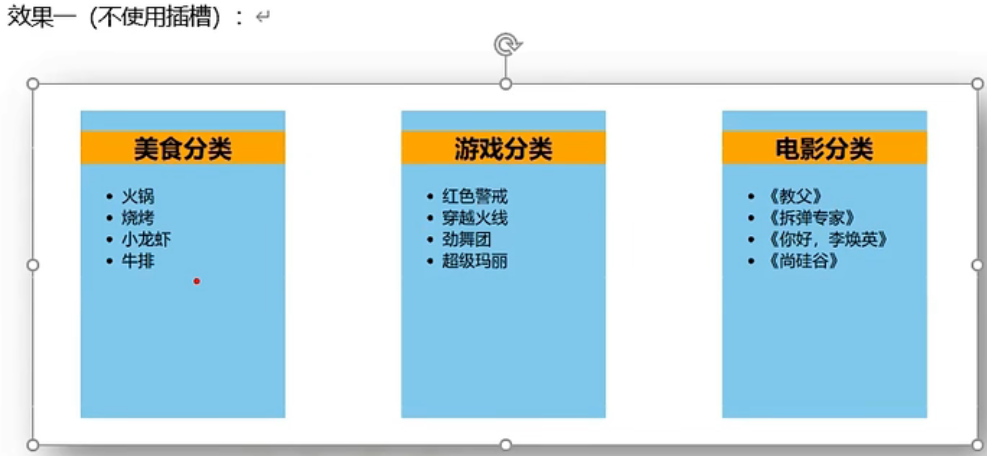 效果一（不使用插槽）：
美食分类
火锅
烧烤
小龙虾
牛排
游戏分类
红色警戒
穿越火线
劲舞团
超级玛丽
电影分类
《教父》
《拆弹专家》
《你好，李焕英》
《尚硅谷》